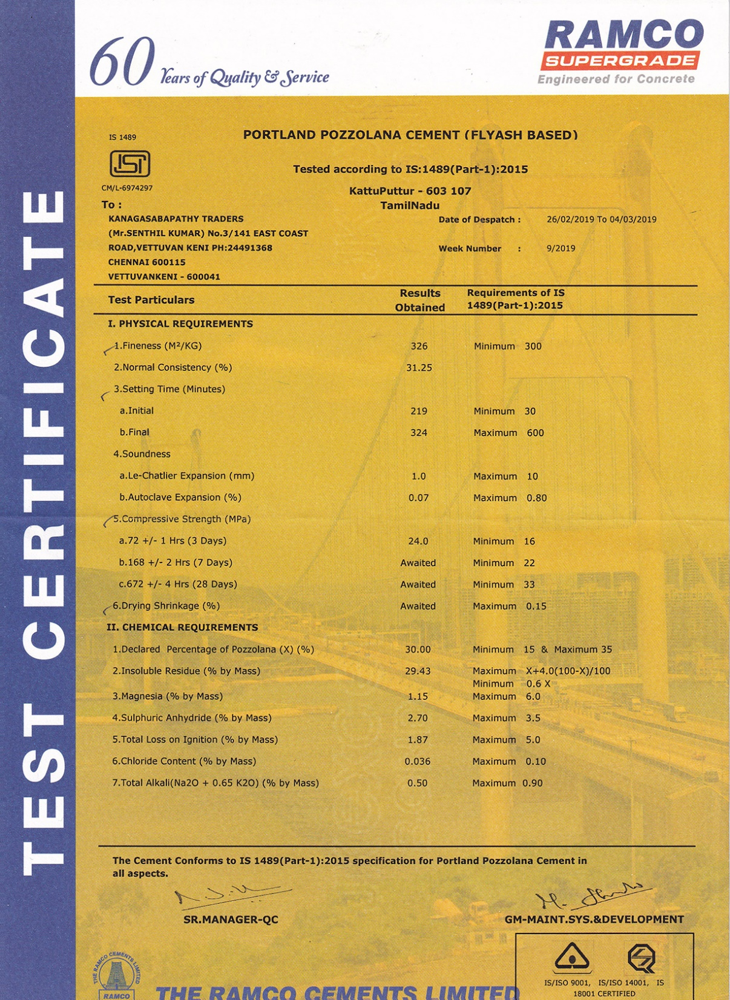 60 Years of Quality & Service
RAMCO
SUPERGRADE
Engineered for Concrete
TEST CERTIFICATE
IS 1489
PORTLAND POZZOLANA CEMENT (FLYASH BASED)
ISI
Tested according to IS:1489(Part-1):2015
CM/L-6974297
KattuPuttur - 603 107
TamilNadu
To :
KANAGASABAPATHY TRADERS
(Mr.SENTHIL KUMAR) No.3/141 EAST COAST
ROAD,VETTUVAN KENI PH:24491368
CHENNAI 600115
VETTUVANKENI - 600041
Date of Despatch : 26/02/2019 To 04/03/2019
Week Number : 9/2019
Test Particulars Results Obtained Requirements of IS 1489(Part-1):2015
I. PHYSICAL REQUIREMENTS
1.Fineness (M²/KG) 326 Minimum 300
2.Normal Consistency (%) 31.25
3.Setting Time (Minutes)
a.Initial 219 Minimum 30
b.Final 324 Maximum 600
4.Soundness
a.Le-Chatlier Expansion (mm) 1.0 Maximum 10
b.Autoclave Expansion (%) 0.07 Maximum 0.80
5.Compressive Strength (MPa)
a.72 +/- 1 Hrs (3 Days) 24.0 Minimum 16
b.168 +/- 2 Hrs (7 Days) Awaited Minimum 22
c.672 +/- 4 Hrs (28 Days) Awaited Minimum 33
6.Drying Shrinkage (%) Awaited Maximum 0.15
II. CHEMICAL REQUIREMENTS
1.Declared Percentage of Pozzolana (X) (%) 30.00 Minimum 15 & Maximum 35
2.Insoluble Residue (% by Mass) 29.43 Maximum X+4.0(100-X)/100
Minimum 0.6 X
3.Magnesia (% by Mass) 1.15 Maximum 6.0
4.Sulphuric Anhydride (% by Mass) 2.70 Maximum 3.5
5.Total Loss on Ignition (% by Mass) 1.87 Maximum 5.0
6.Chloride Content (% by Mass) 0.036 Maximum 0.10
7.Total Alkali(Na2O + 0.65 K2O) (% by Mass) 0.50 Maximum 0.90
The Cement Conforms to IS 1489(Part-1):2015 specification for Portland Pozzolana Cement in
all aspects.
SR.MANAGER-QC
GM-MAINT.SYS.&DEVELOPMENT
THE RAMCO CEMENTS LIMITED
RAMCO
THE RAMCO CEMENTS LIMITED
IS/ISO 9001, IS/ISO 14001, IS
18001 CERTIFIED